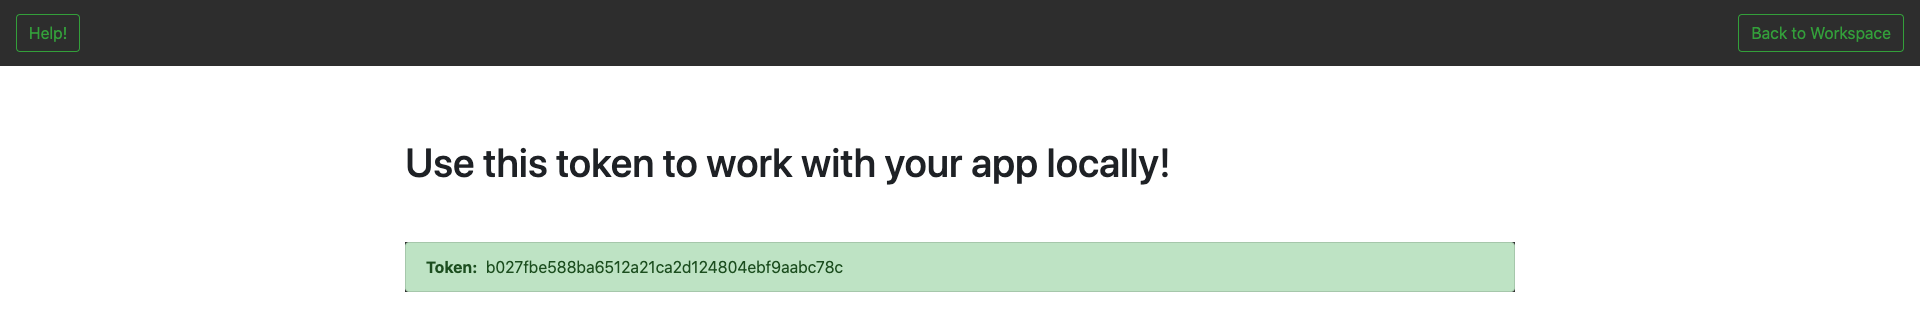 Help!
Back to Workspace
Use this token to work with your app locally!
Token: b027fbe588ba6512a21ca2d124804ebf9aabc78c